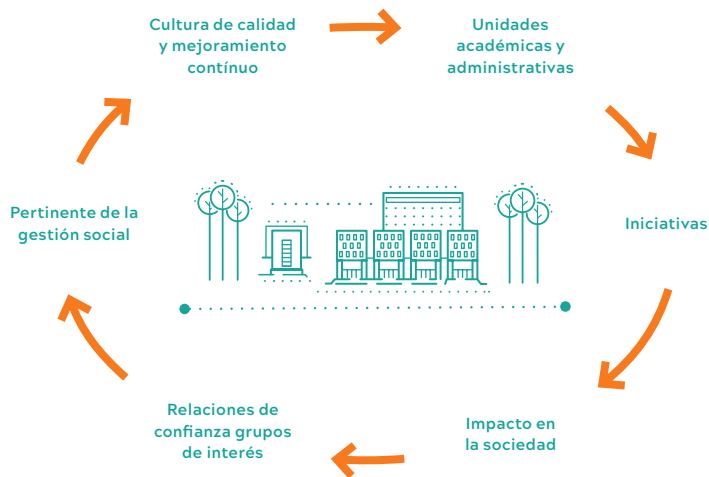 Cultura de calidad
y mejoramiento
contínuo
Unidades
académicas y
administrativas
Iniciativas
Impacto en
la sociedad
Relaciones de
confianza grupos
de interés
Pertinente de la
gestión social